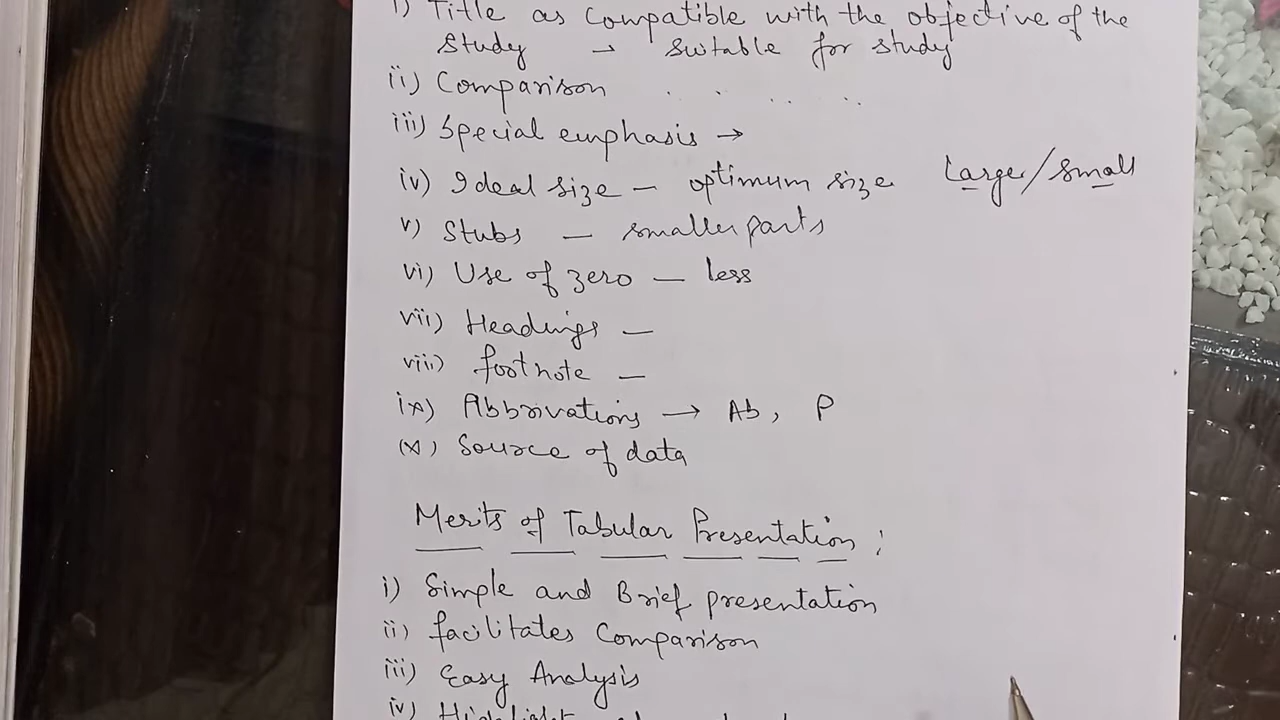 i) Title as compatible with the objective of the
study → suitable for study
ii) Comparison . . . . . .
iii) Special emphasis →
iv) Ideal size — optimum size Large/small
v) Stubs — smaller parts
vi) Use of zero — less
vii) Headings —
viii) footnote —
ix) Abbrivations → Ab, P
(x) Source of data
Merits of Tabular Presentation :
i) Simple and Brief presentation
ii) facilitates Comparison
iii) Easy Analysis
iv) Highlight